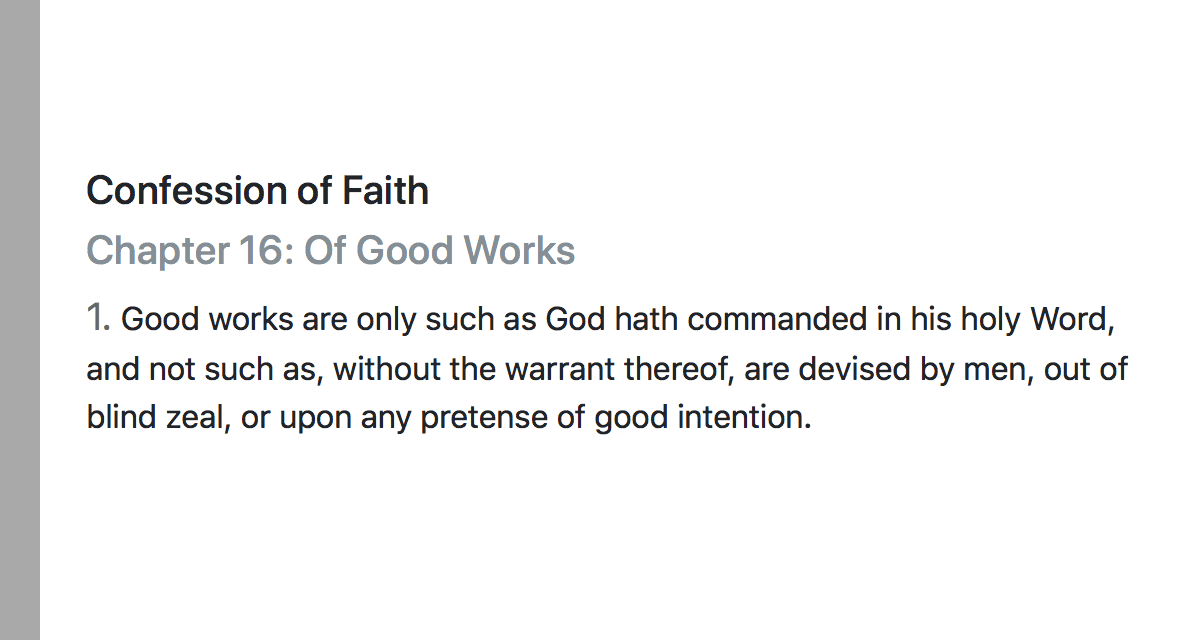 Confession of Faith
Chapter 16: Of Good Works
1. Good works are only such as God hath commanded in his holy Word,
and not such as, without the warrant thereof, are devised by men, out of
blind zeal, or upon any pretense of good intention.